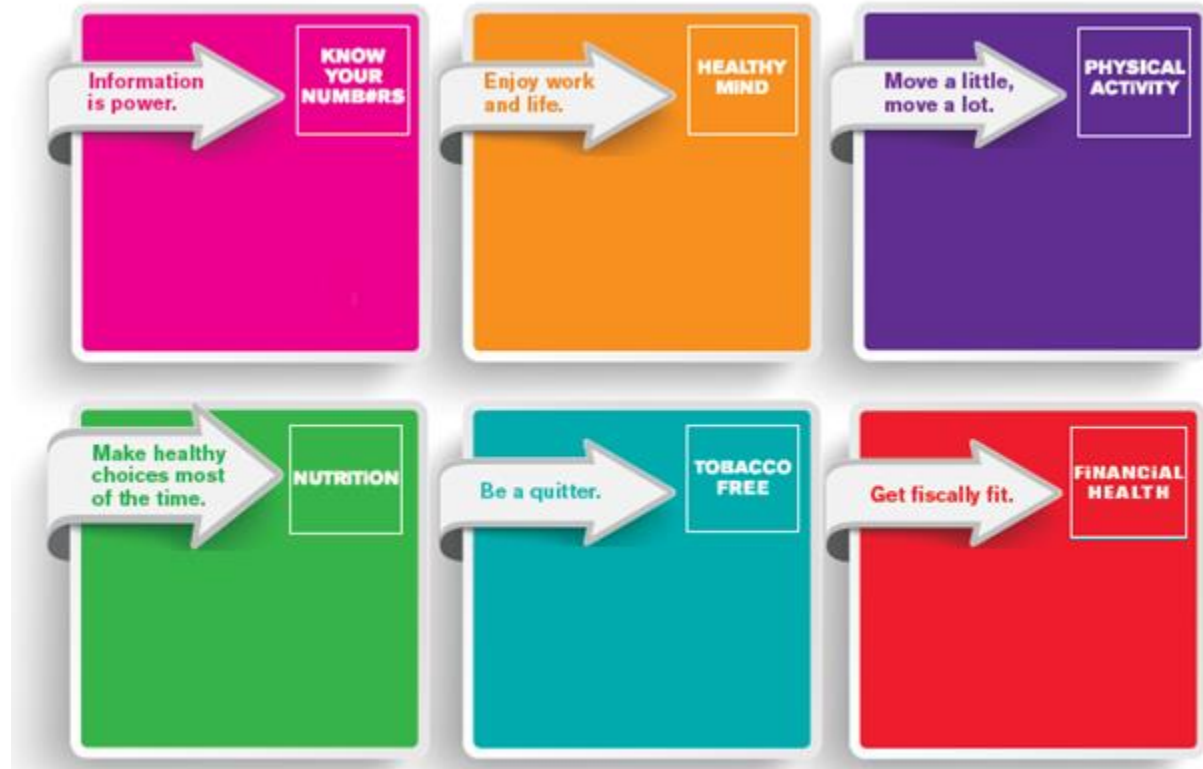 Information
is power.
KNOW
YOUR
NUMB#RS
Enjoy work
and life.
HEALTHY
MIND
Move a little,
move a lot.
PHYSICAL
ACTiVITY
Make healthy
choices most
of the time.
NUTRITION
Be a quitter.
TOBACCO
FREE
Get fiscally fit.
FiNANCiAL
HEALTH